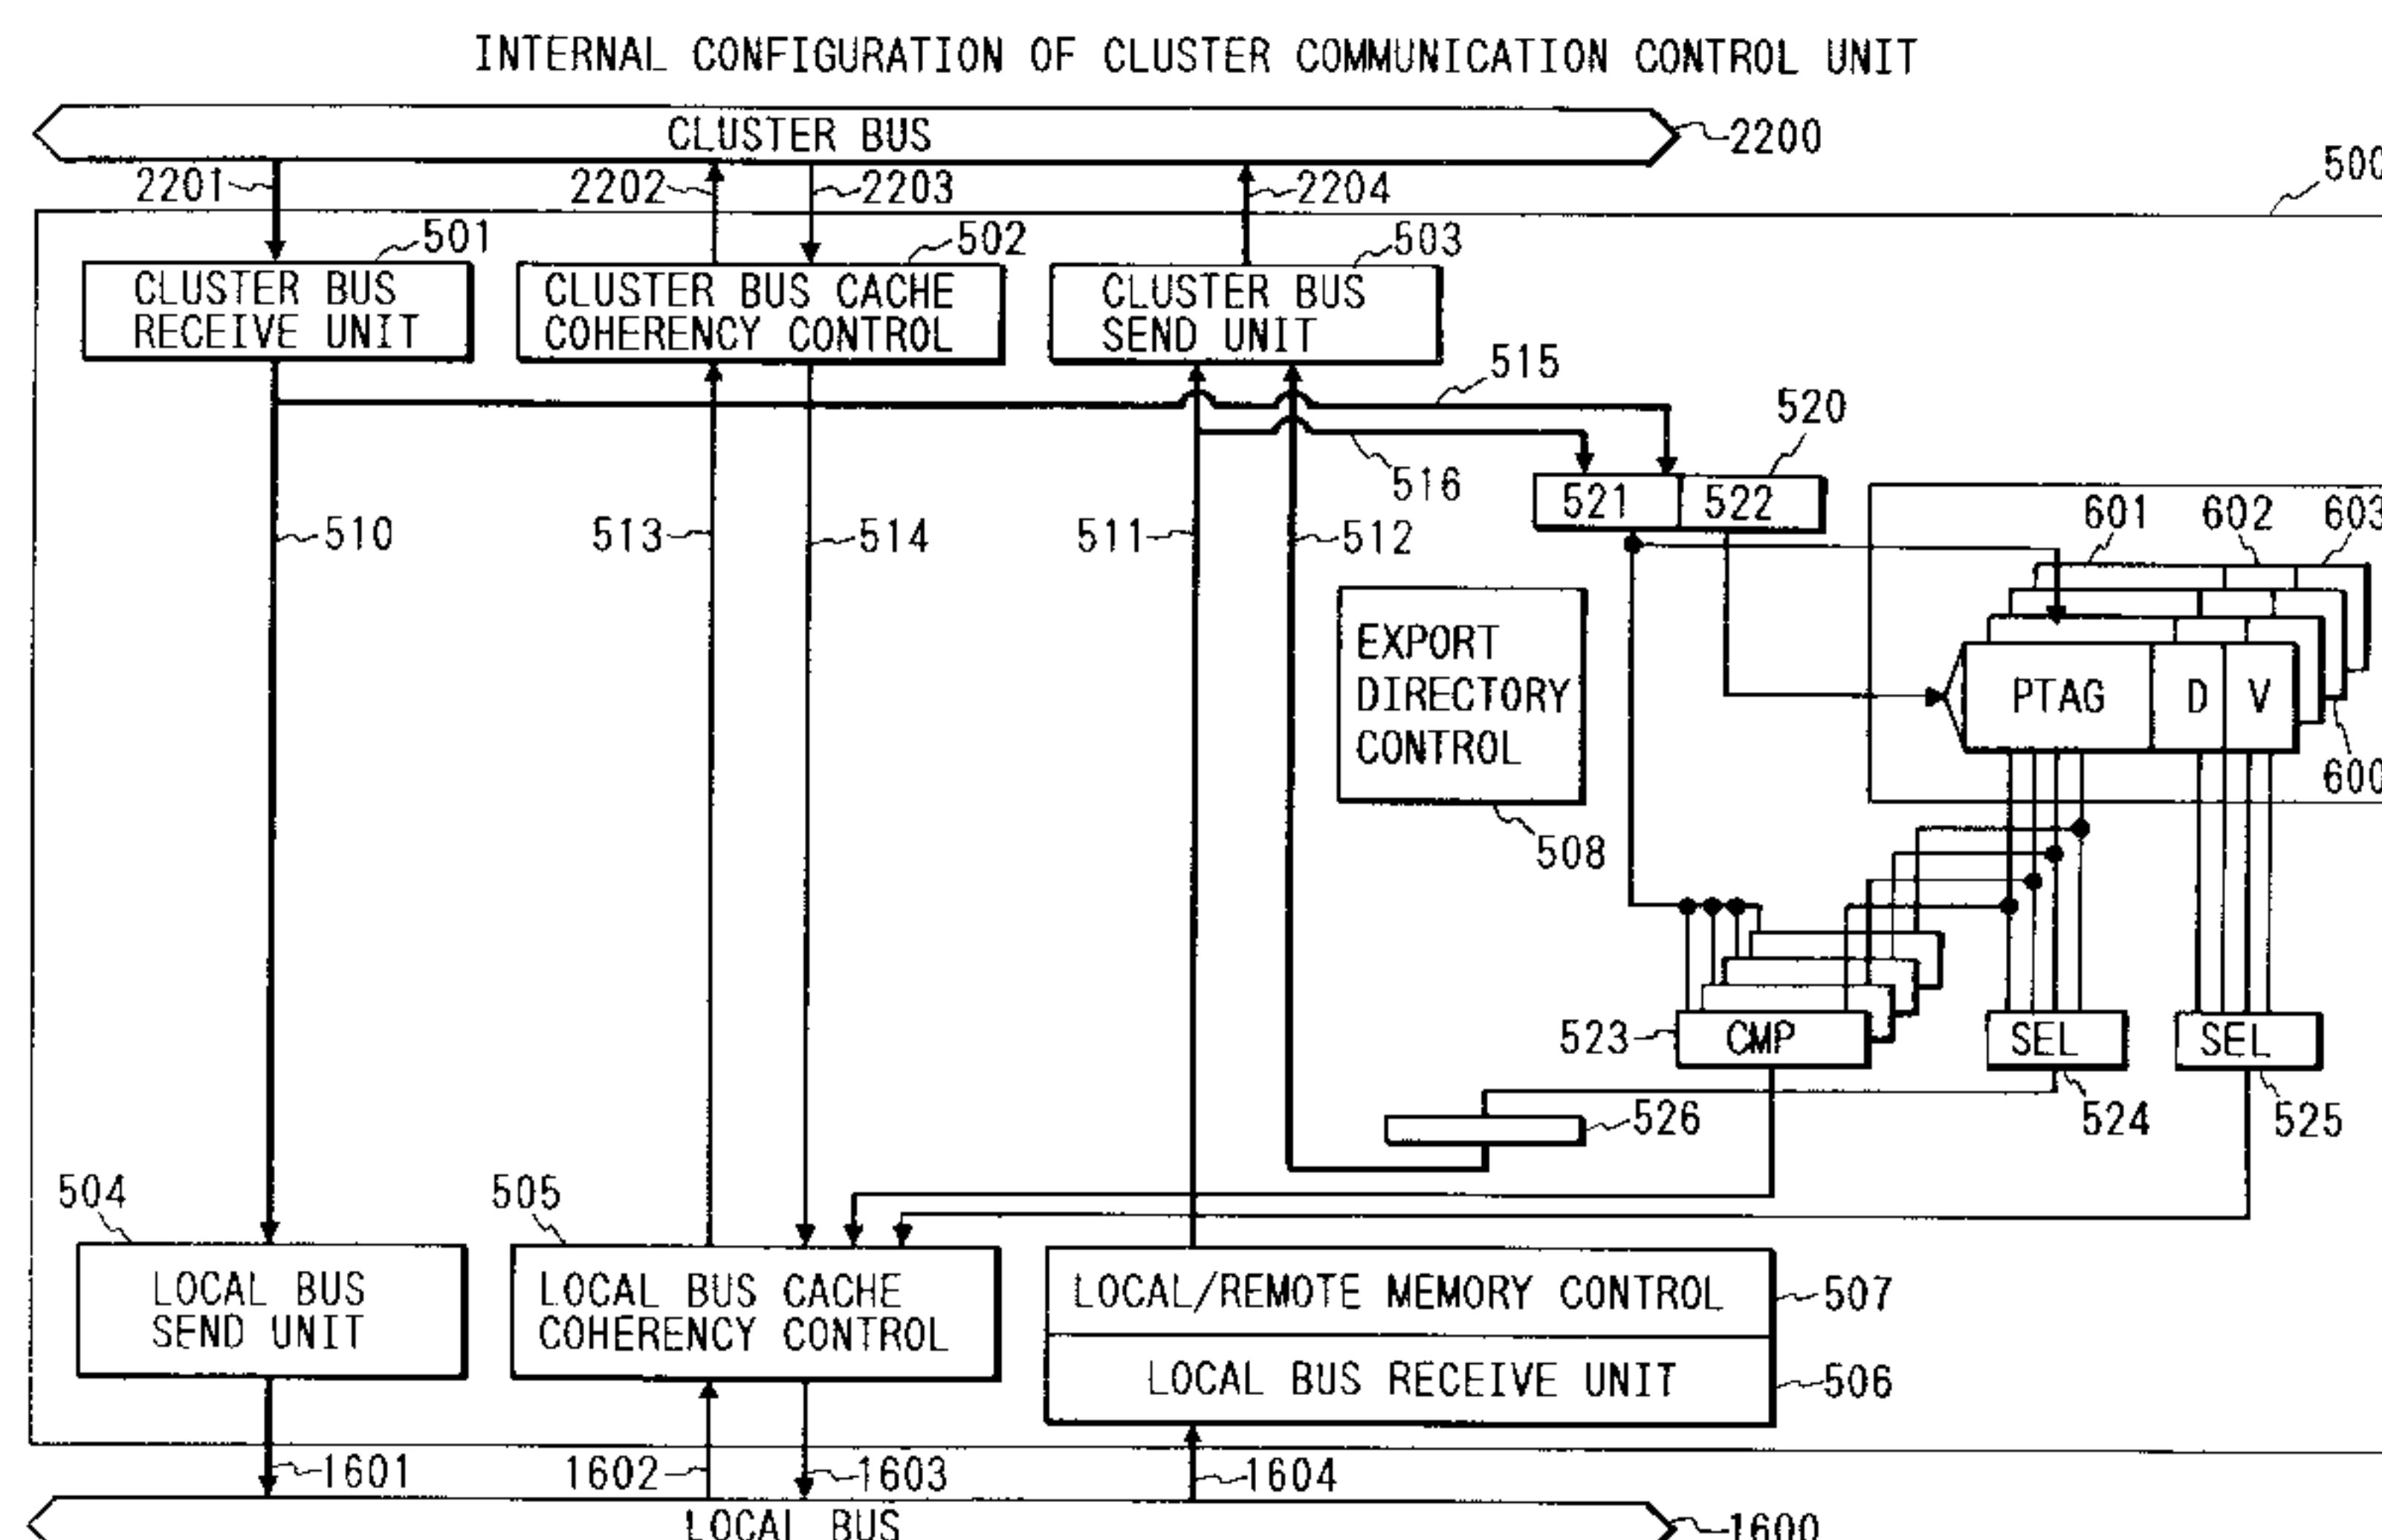 INTERNAL CONFIGURATION OF CLUSTER COMMUNICATION CONTROL UNIT
CLUSTER BUS
2200
2201
2202
2203
2204
500
501
502
503
CLUSTER BUS
RECEIVE UNIT
CLUSTER BUS CACHE
COHERENCY CONTROL
CLUSTER BUS
SEND UNIT
515
520
516
521
522
510
513
514
511
512
601
602
603
EXPORT
DIRECTORY
CONTROL
PTAG
D
V
600
508
523
CMP
SEL
SEL
526
524
525
504
505
LOCAL BUS
SEND UNIT
LOCAL BUS CACHE
COHERENCY CONTROL
LOCAL/REMOTE MEMORY CONTROL
507
LOCAL BUS RECEIVE UNIT
506
1601
1602
1603
1604
LOCAL BUS
1600